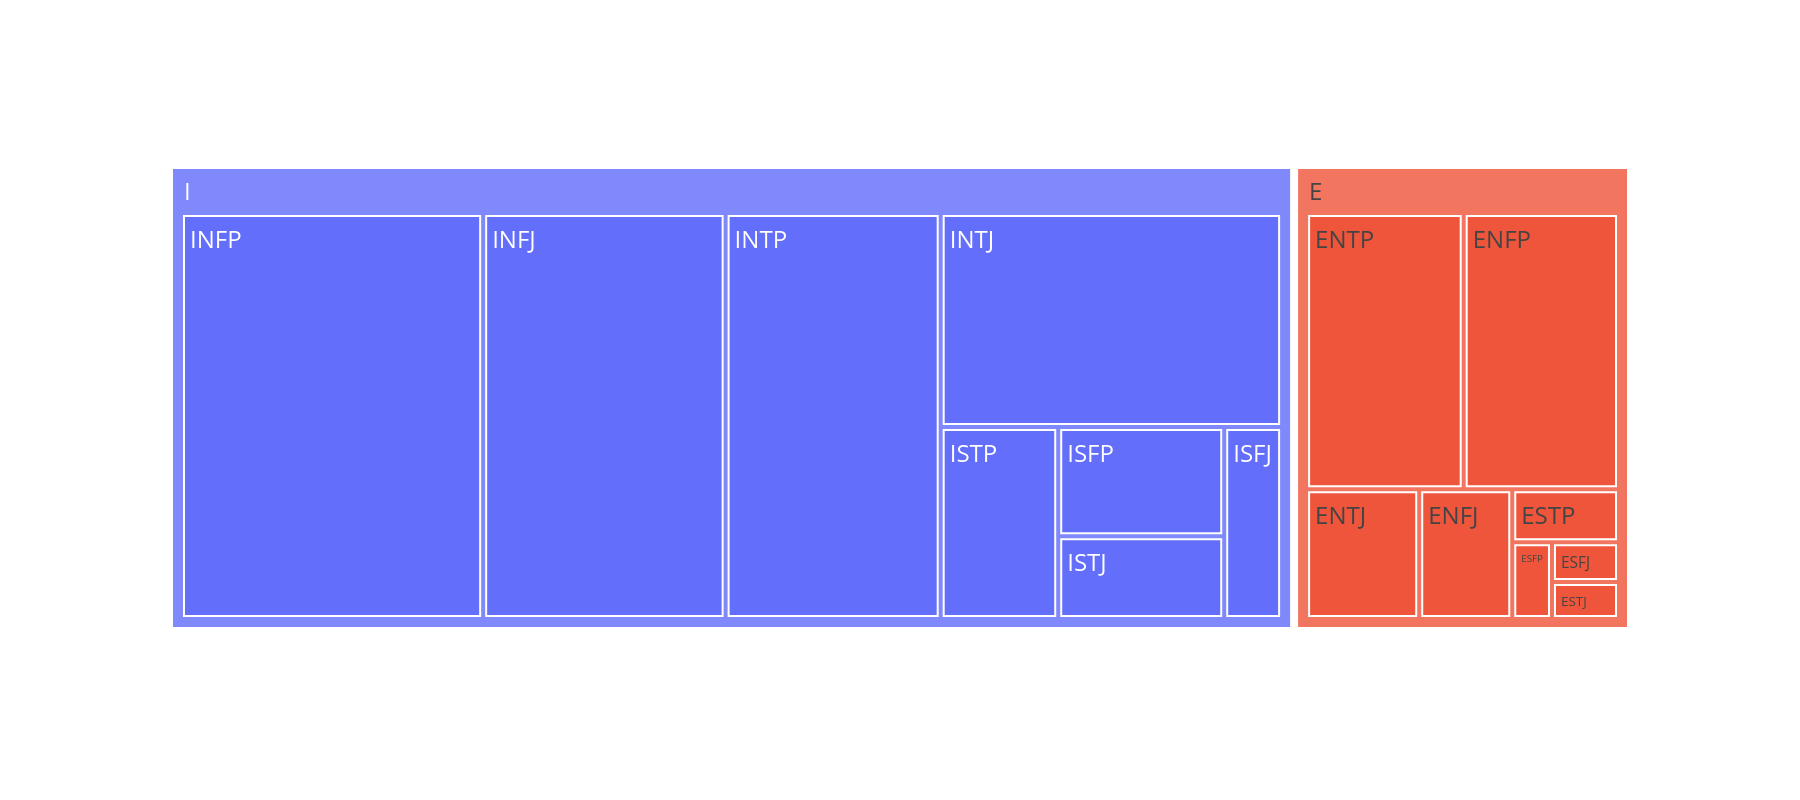 I
INFP
INFJ
INTP
INTJ
ISTP
ISFP
ISFJ
ISTJ
E
ENTP
ENFP
ENTJ
ENFJ
ESTP
ESFP
ESFJ
ESTJ